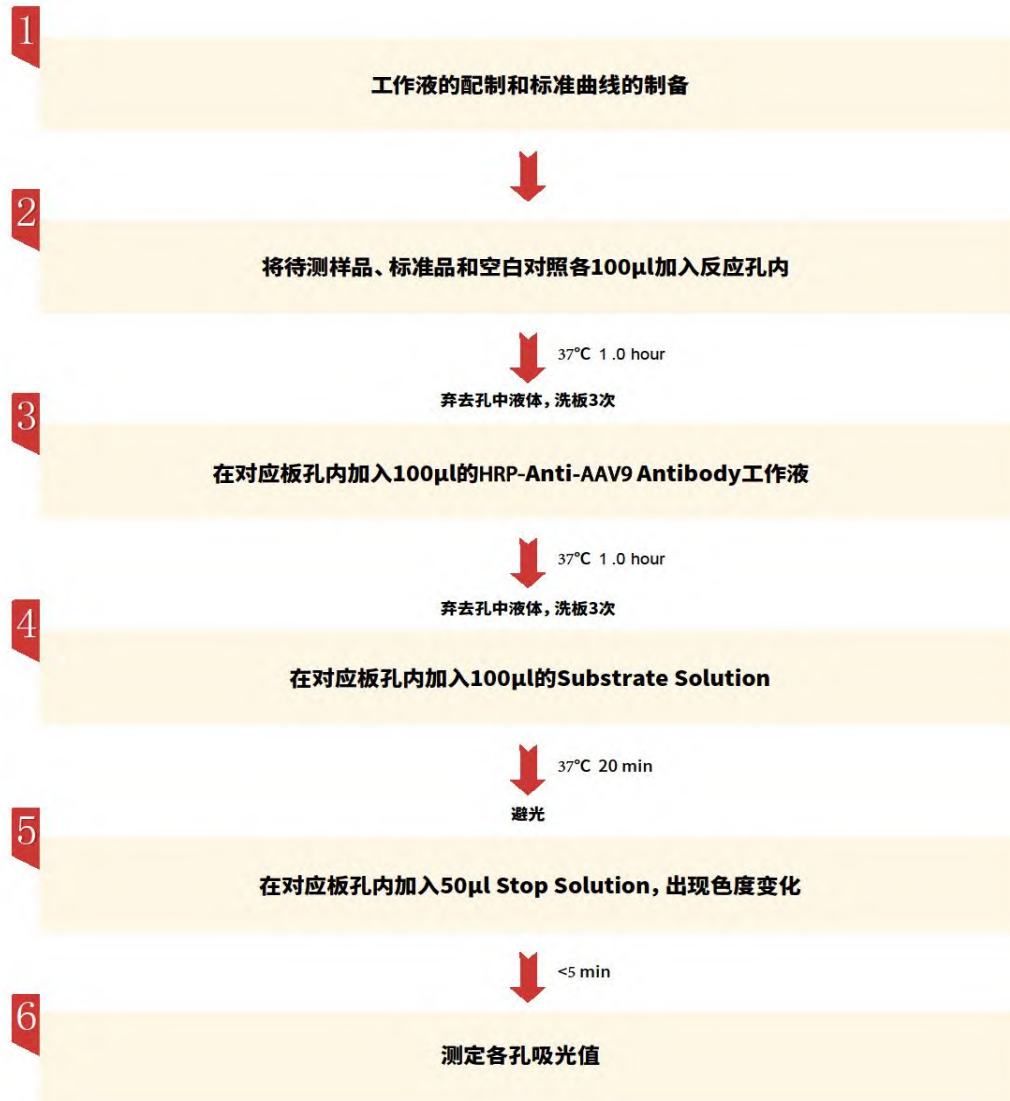 1
工作液的配制和标准曲线的制备
2
将待测样品、标准品和空白对照各100μl加入反应孔内
37℃ 1 .0 hour
弃去孔中液体，洗板3次
3
在对应板孔内加入100μl的HRP-Anti-AAV9 Antibody工作液
37℃ 1 .0 hour
弃去孔中液体，洗板3次
4
在对应板孔内加入100μl的Substrate Solution
37℃ 20 min
避光
5
在对应板孔内加入50μl Stop Solution，出现色度变化
<5 min
6
测定各孔吸光值